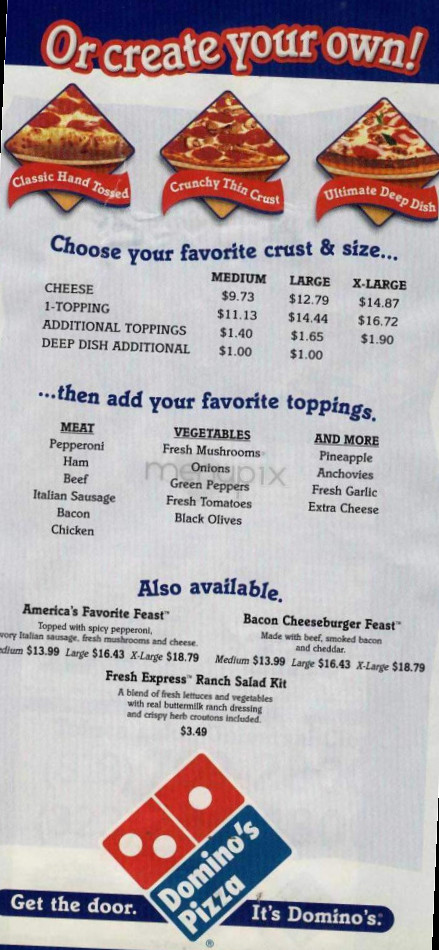 Or create your own!
Classic Hand Tossed
Crunchy Thin Crust
Ultimate Deep Dish
Choose your favorite crust & size...
MEDIUM LARGE X-LARGE
CHEESE $9.73 $12.79 $14.87
1-TOPPING $11.13 $14.44 $16.72
ADDITIONAL TOPPINGS $1.40 $1.65 $1.90
DEEP DISH ADDITIONAL $1.00 $1.00
...then add your favorite toppings.
MEAT
Pepperoni
Ham
Beef
Italian Sausage
Bacon
Chicken
VEGETABLES
Fresh Mushrooms
Onions
Green Peppers
Fresh Tomatoes
Black Olives
AND MORE
Pineapple
Anchovies
Fresh Garlic
Extra Cheese
menupix
Also available.
America's Favorite Feast™
Topped with spicy pepperoni,
vory Italian sausage, fresh mushrooms and cheese.
dium $13.99 Large $16.43 X-Large $18.79
Bacon Cheeseburger Feast™
Made with beef, smoked bacon
and cheddar.
Medium $13.99 Large $16.43 X-Large $18.79
Fresh Express™ Ranch Salad Kit
A blend of fresh lettuces and vegetables
with real buttermilk ranch dressing
and crispy herb croutons included.
$3.49
Domino's
Pizza
®
Get the door.
It's Domino's.®